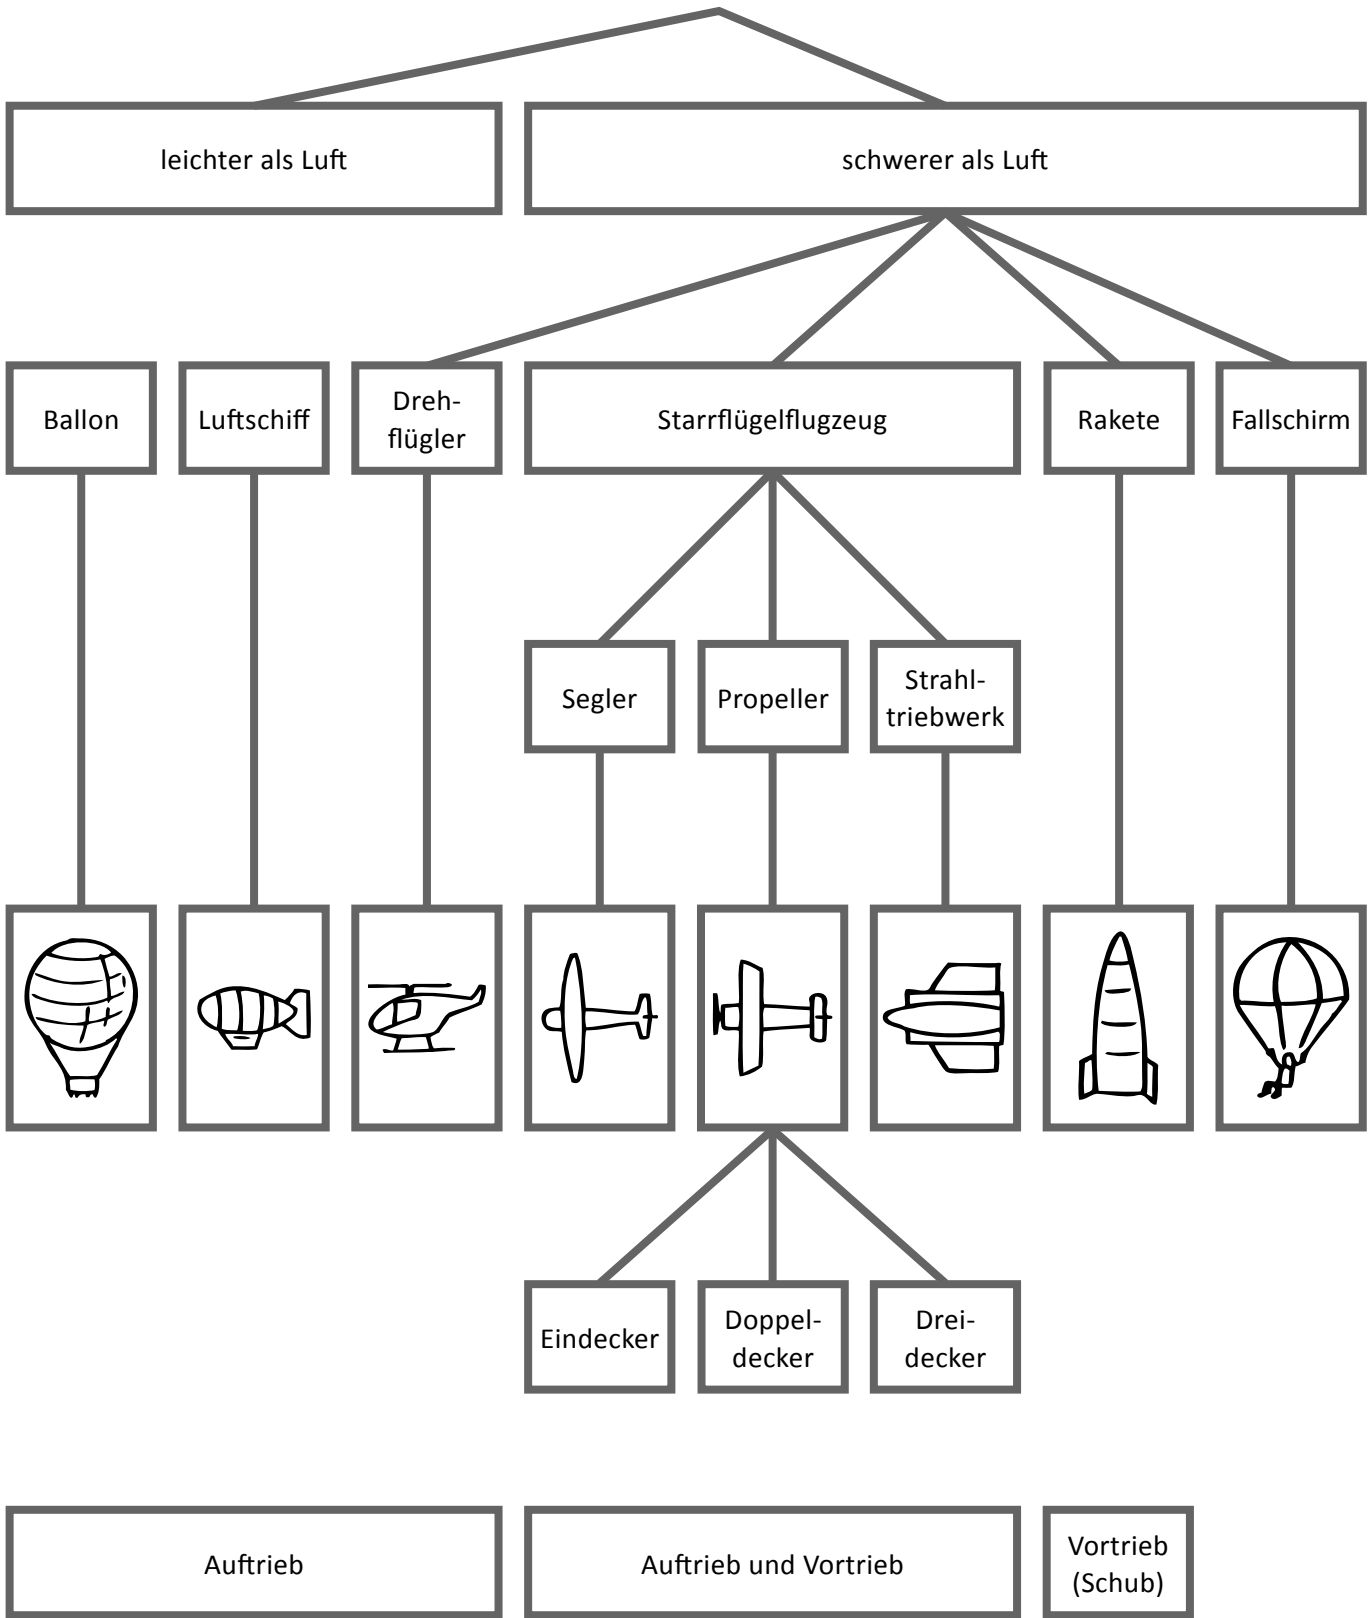 leichter als Luft
schwerer als Luft
Ballon
Luftschiff
Dreh-
flügler
Starrflügelflugzeug
Rakete
Fallschirm
Segler
Propeller
Strahl-
triebwerk
Eindecker
Doppel-
decker
Drei-
decker
Auftrieb
Auftrieb und Vortrieb
Vortrieb
(Schub)